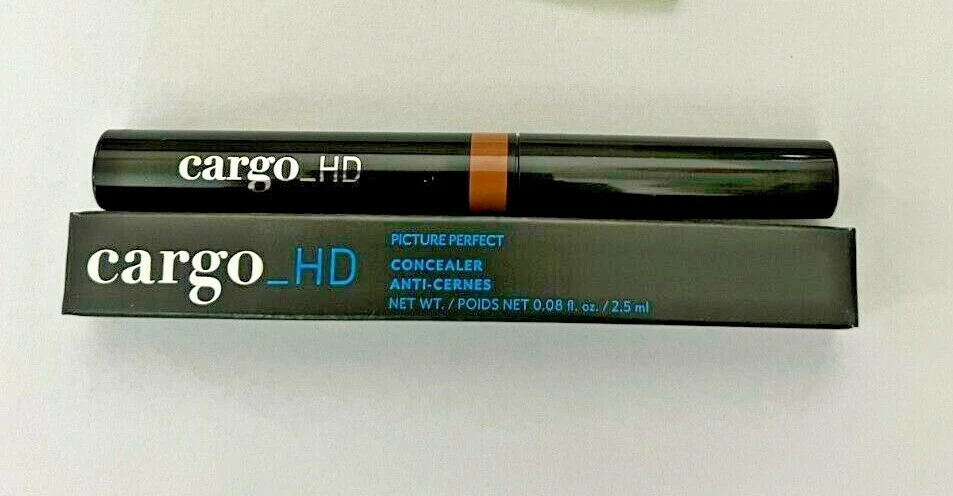 cargo_HD
cargo_HD
PICTURE PERFECT
CONCEALER
ANTI-CERNES
NET WT. / POIDS NET 0.08 fl. oz. / 2.5 ml